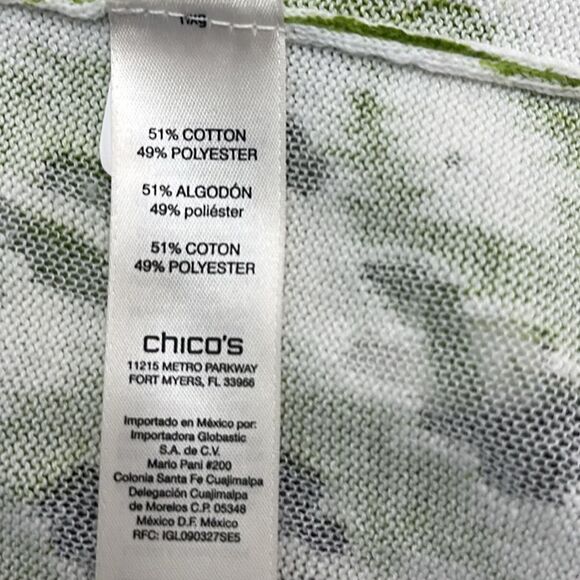 51% COTTON
49% POLYESTER
51% ALGODÓN
49% poliéster
51% COTON
49% POLYESTER
chico's
11215 METRO PARKWAY
FORT MYERS, FL 33966
Importado en México por:
Importadora Globastic
S.A. de C.V.
Mario Pani #200
Colonia Santa Fe Cuajimalpa
Delegación Cuajimalpa
de Morelos C.P. 05348
México D.F. México
RFC: IGL090327SE5